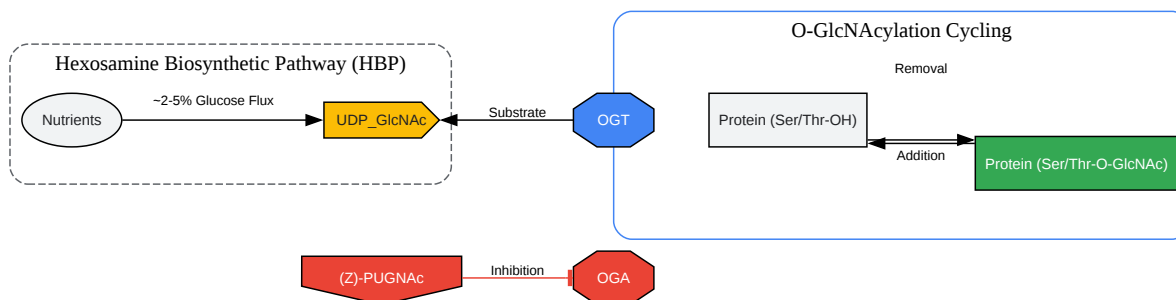 O-GlcNAcylation Cycling
Hexosamine Biosynthetic Pathway (HBP)
Removal
~2-5% Glucose Flux
Nutrients
UDP_GlcNAc
Substrate
OGT
Protein (Ser/Thr-OH)
Addition
Protein (Ser/Thr-O-GlcNAc)
(Z)-PUGNAc
Inhibition
OGA